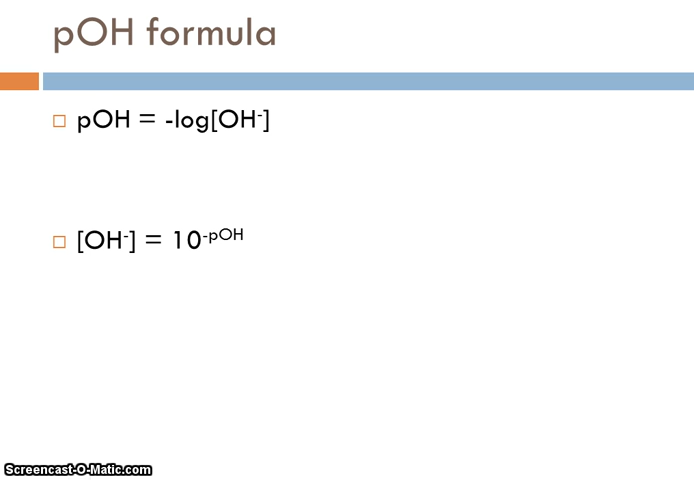 pOH formula
pOH = -log[OH⁻]
[OH⁻] = 10⁻ᵖᴼᴴ
Screencast-O-Matic.com